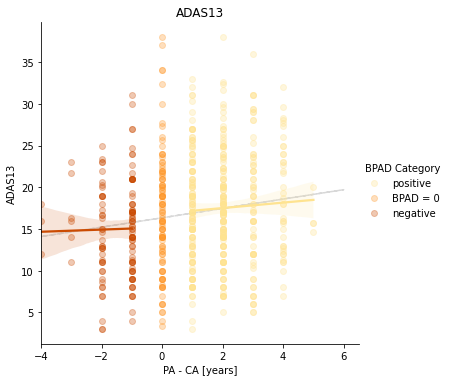 ADAS13
35
30
25
20
15
10
5
ADAS13
−4
−2
0
2
4
6
PA - CA [years]
BPAD Category
positive
BPAD = 0
negative